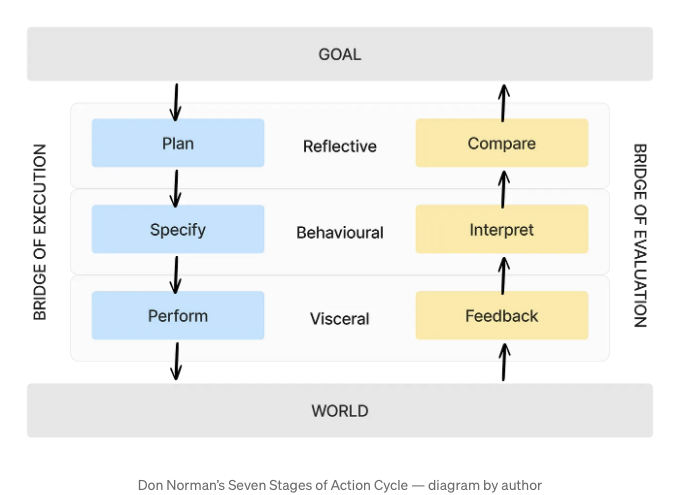 GOAL
BRIDGE OF EXECUTION
Plan
Reflective
Compare
Specify
Behavioural
Interpret
Perform
Visceral
Feedback
BRIDGE OF EVALUATION
WORLD
Don Norman's Seven Stages of Action Cycle — diagram by author